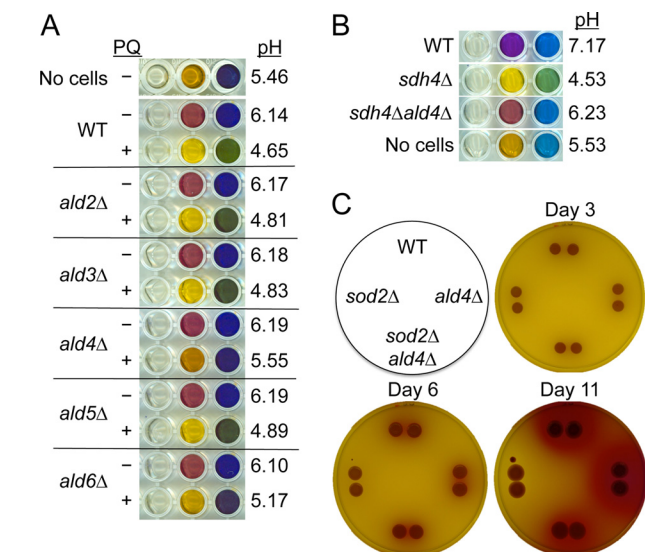 A
PQ
pH
No cells
−
5.46
WT
−
6.14
+
4.65
ald2Δ
−
6.17
+
4.81
ald3Δ
−
6.18
+
4.83
ald4Δ
−
6.19
+
5.55
ald5Δ
−
6.19
+
4.89
ald6Δ
−
6.10
+
5.17
B
pH
WT
7.17
sdh4Δ
4.53
sdh4Δald4Δ
6.23
No cells
5.53
C
WT
sod2Δ
ald4Δ
sod2Δ
ald4Δ
Day 3
Day 6
Day 11